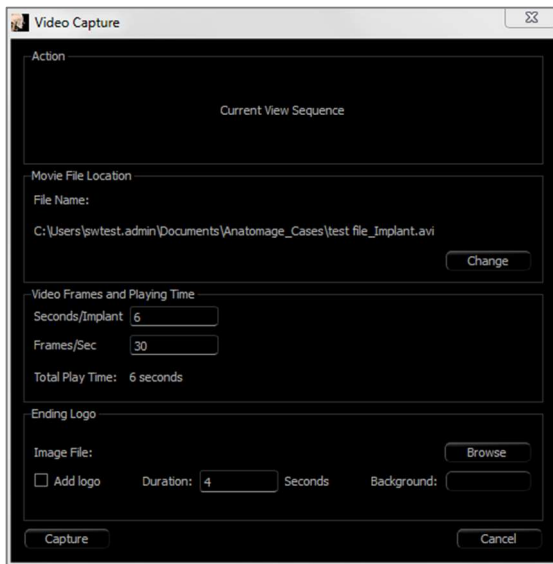 Video Capture
Action
Current View Sequence
Movie File Location
File Name:
C:\Users\swtest.admin\Documents\Anatomage_Cases\test file_Implant.avi
Change
Video Frames and Playing Time
Seconds/Implant 6
Frames/Sec 30
Total Play Time: 6 seconds
Ending Logo
Image File: Browse
Add logo Duration: 4 Seconds Background:
Capture Cancel